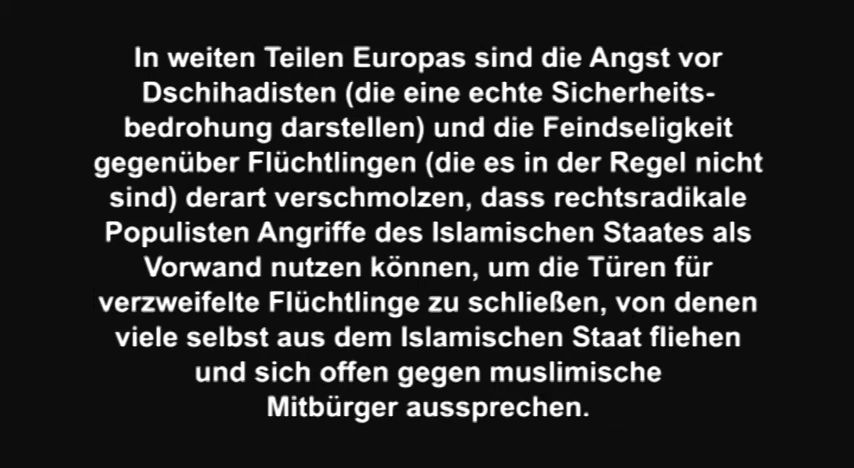 In weiten Teilen Europas sind die Angst vor
Dschihadisten (die eine echte Sicherheits-
bedrohung darstellen) und die Feindseligkeit
gegenüber Flüchtlingen (die es in der Regel nicht
sind) derart verschmolzen, dass rechtsradikale
Populisten Angriffe des Islamischen Staates als
Vorwand nutzen können, um die Türen für
verzweifelte Flüchtlinge zu schließen, von denen
viele selbst aus dem Islamischen Staat fliehen
und sich offen gegen muslimische
Mitbürger aussprechen.